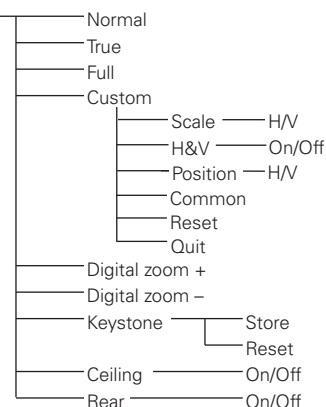 Normal
True
Full
Custom
Scale H/V
H&V On/Off
Position H/V
Common
Reset
Quit
Digital zoom +
Digital zoom –
Keystone Store
Reset
Ceiling On/Off
Rear On/Off